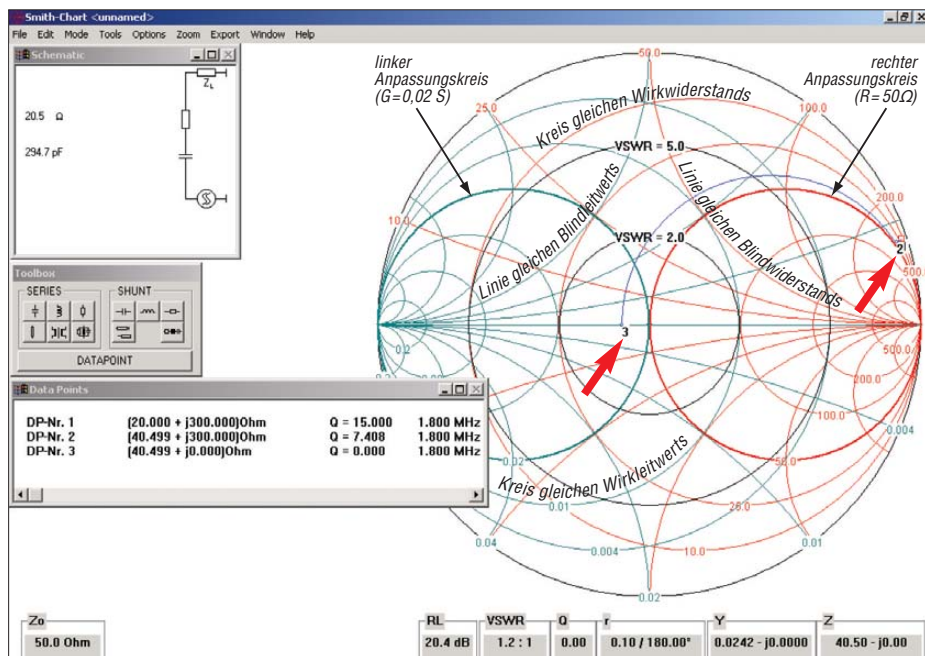 Smith-Chart <unnamed>
File Edit Mode Tools Options Zoom Export Window Help
Schematic
ZL
20.5 Ω
294.7 pF
Toolbox
SERIES
SHUNT
DATAPOINT
Data Points
DP-Nr. 1 (20.000 + j300.000)Ohm Q = 15.000 1.800 MHz
DP-Nr. 2 (40.499 + j300.000)Ohm Q = 7.408 1.800 MHz
DP-Nr. 3 (40.499 + j0.000)Ohm Q = 0.000 1.800 MHz
linker
Anpassungskreis
(G=0,02 S)
rechter
Anpassungskreis
(R=50Ω)
50.0
25.0
100.0
Kreis gleichen Wirkwiderstands
VSWR = 5.0
10.0
200.0
Linie gleichen Blindleitwerts
Linie gleichen Blindwiderstands
VSWR = 2.0
2
500.0
3
0.2
500.0
200.0
100.0
0.004
0.02
50.0
Kreis gleichen Wirkleitwerts
0.01
25.0
0.04
0.004
10.0
0.01
0.02
Zo
50.0 Ohm
RL
20.4 dB
VSWR
1.2 : 1
Q
0.00
r
0.10 / 180.00°
Y
0.0242 - j0.0000
Z
40.50 - j0.00